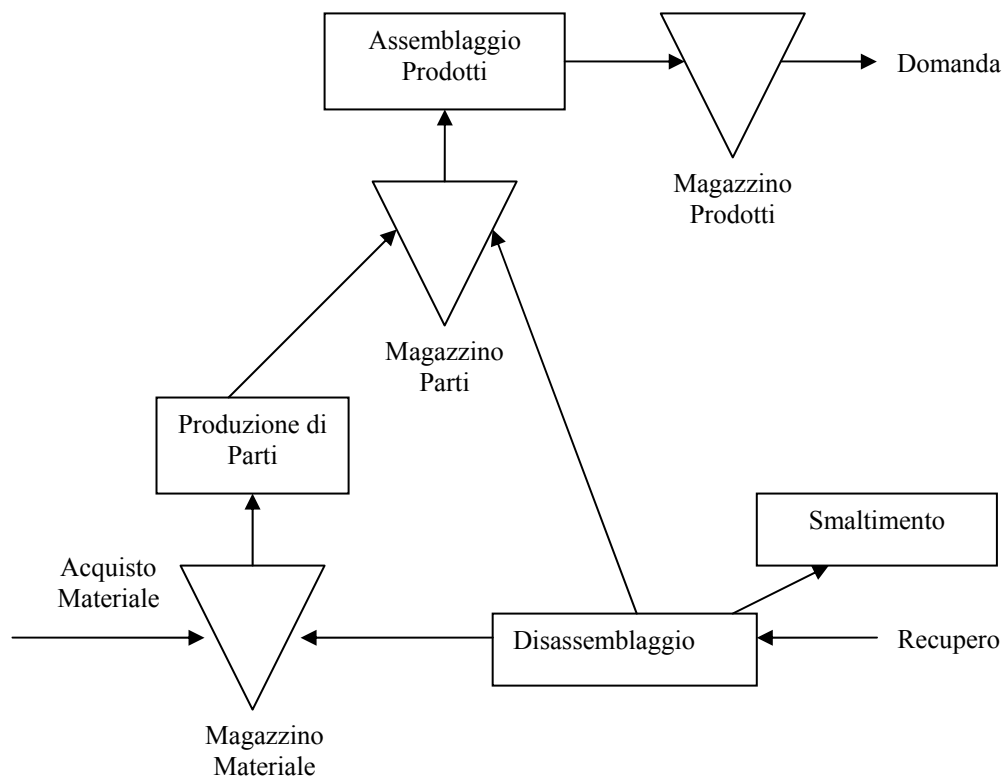 Assemblaggio
Prodotti
Domanda
Magazzino
Prodotti
Magazzino
Parti
Produzione di
Parti
Smaltimento
Acquisto
Materiale
Disassemblaggio
Recupero
Magazzino
Materiale